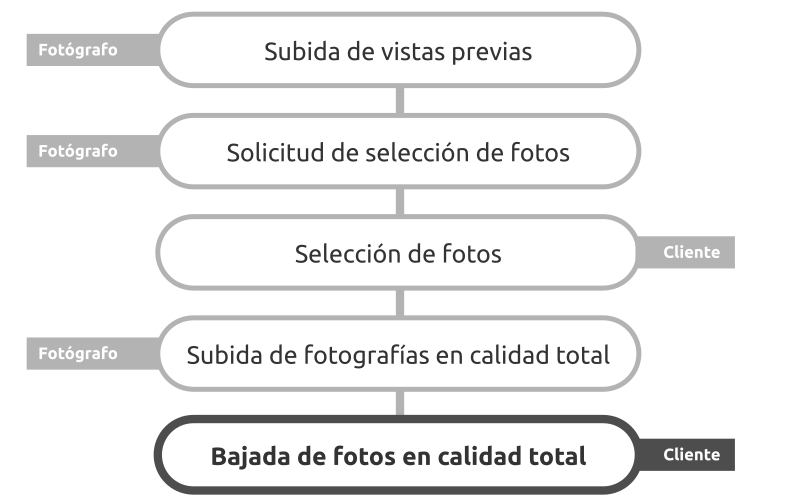 Fotógrafo
Subida de vistas previas
Fotógrafo
Solicitud de selección de fotos
Selección de fotos
Cliente
Fotógrafo
Subida de fotografías en calidad total
Bajada de fotos en calidad total
Cliente